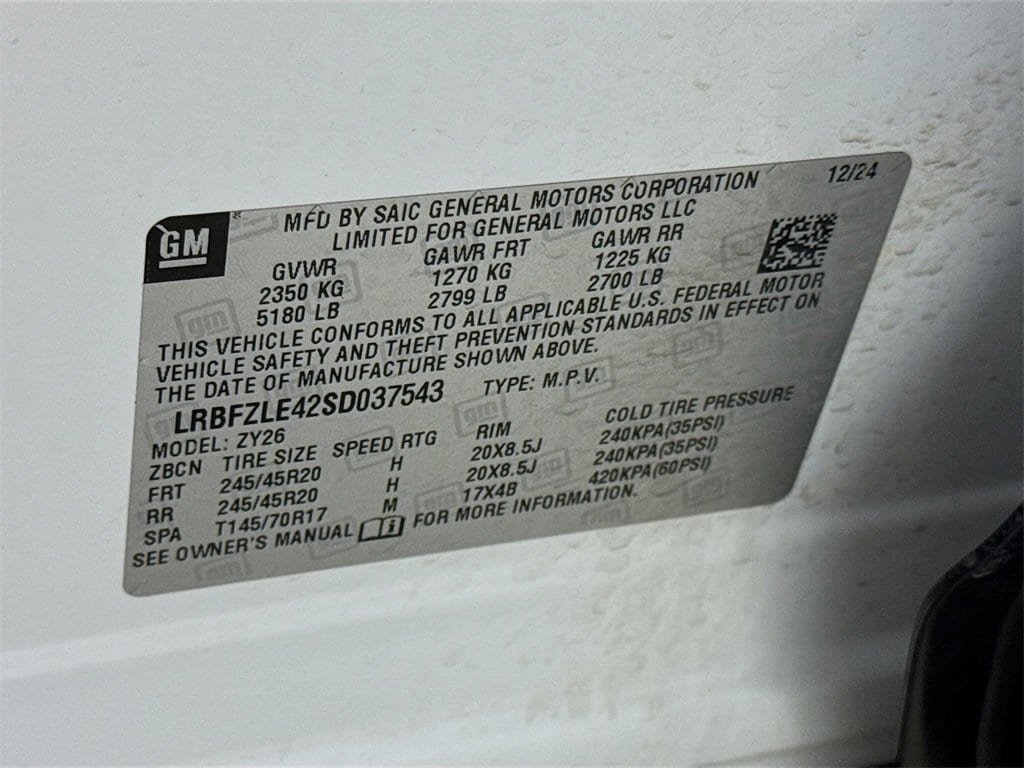 GM
MFD BY SAIC GENERAL MOTORS CORPORATION 12/24
LIMITED FOR GENERAL MOTORS LLC
GVWR GAWR FRT GAWR RR
2350 KG 1270 KG 1225 KG
5180 LB 2799 LB 2700 LB
THIS VEHICLE CONFORMS TO ALL APPLICABLE U.S. FEDERAL MOTOR
VEHICLE SAFETY AND THEFT PREVENTION STANDARDS IN EFFECT ON
THE DATE OF MANUFACTURE SHOWN ABOVE.
LRBFZLE42SD037543 TYPE: M.P.V.
MODEL: ZY26
ZBCN TIRE SIZE SPEED RTG RIM COLD TIRE PRESSURE
FRT 245/45R20 H 20X8.5J 240KPA(35PSI)
RR 245/45R20 H 20X8.5J 240KPA(35PSI)
SPA T145/70R17 M 17X4B 420KPA(60PSI)
SEE OWNER'S MANUAL FOR MORE INFORMATION.